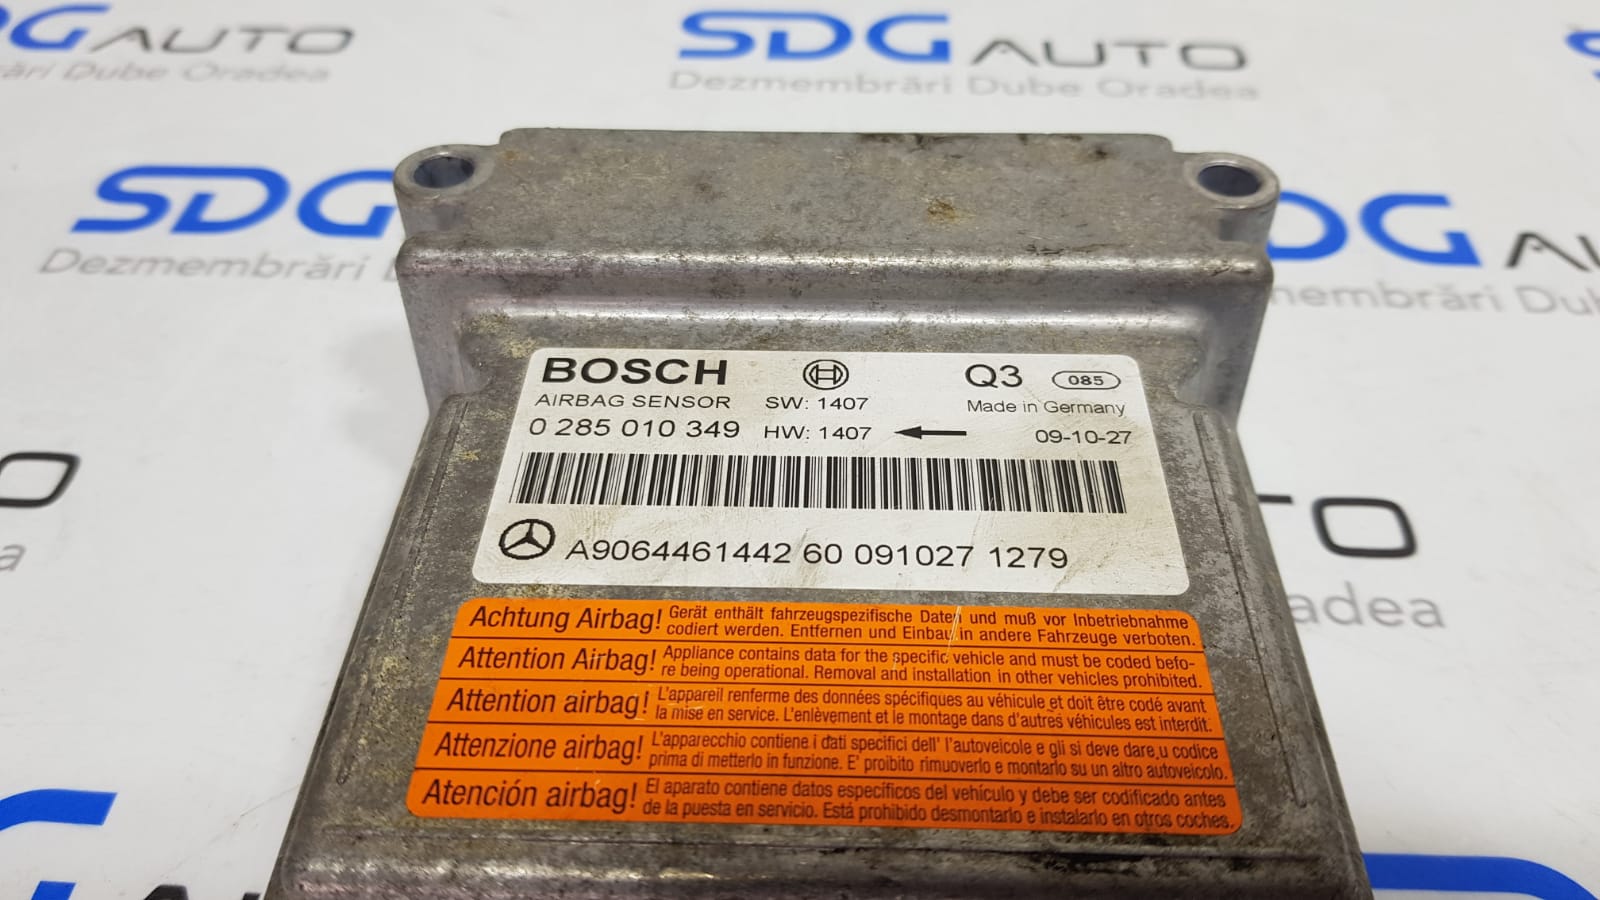 SDG AUTO
Dezmembrări Dube Oradea
SDG AUTO
Dezmembrări Dube Oradea
SDG
Dezmembrări
DG AU
membrări Du
BOSCH
Q3 085
AIRBAG SENSOR SW: 1407
Made in Germany
0 285 010 349 HW: 1407
09-10-27
A9064461442 60 091027 1279
Achtung Airbag! Gerät enthält fahrzeugspezifische Daten und muß vor Inbetriebnahme
codiert werden. Entfernen und Einbau in andere Fahrzeuge verboten.
Attention Airbag! Appliance contains data for the specific vehicle and must be coded befo-
re being operational. Removal and installation in other vehicles prohibited.
Attention airbag! L'appareil renferme des données spécifiques au véhicule et doit être codé avant
la mise en service. L'enlèvement et le montage dans d'autres véhicules est interdit.
Attenzione airbag! L'apparecchio contiene i dati specifici dell' l'autoveicole e gli si deve dare u codice
prima di metterlo in funzione. E' proibito rimuoverlo e montarlo su un altro autoveicolo.
Atención airbag! El aparato contiene datos específicos del vehículo y debe ser codificado antes
de la puesta en servicio. Está prohibido desmontarlo e instalarlo en otros coches.
TO
adea